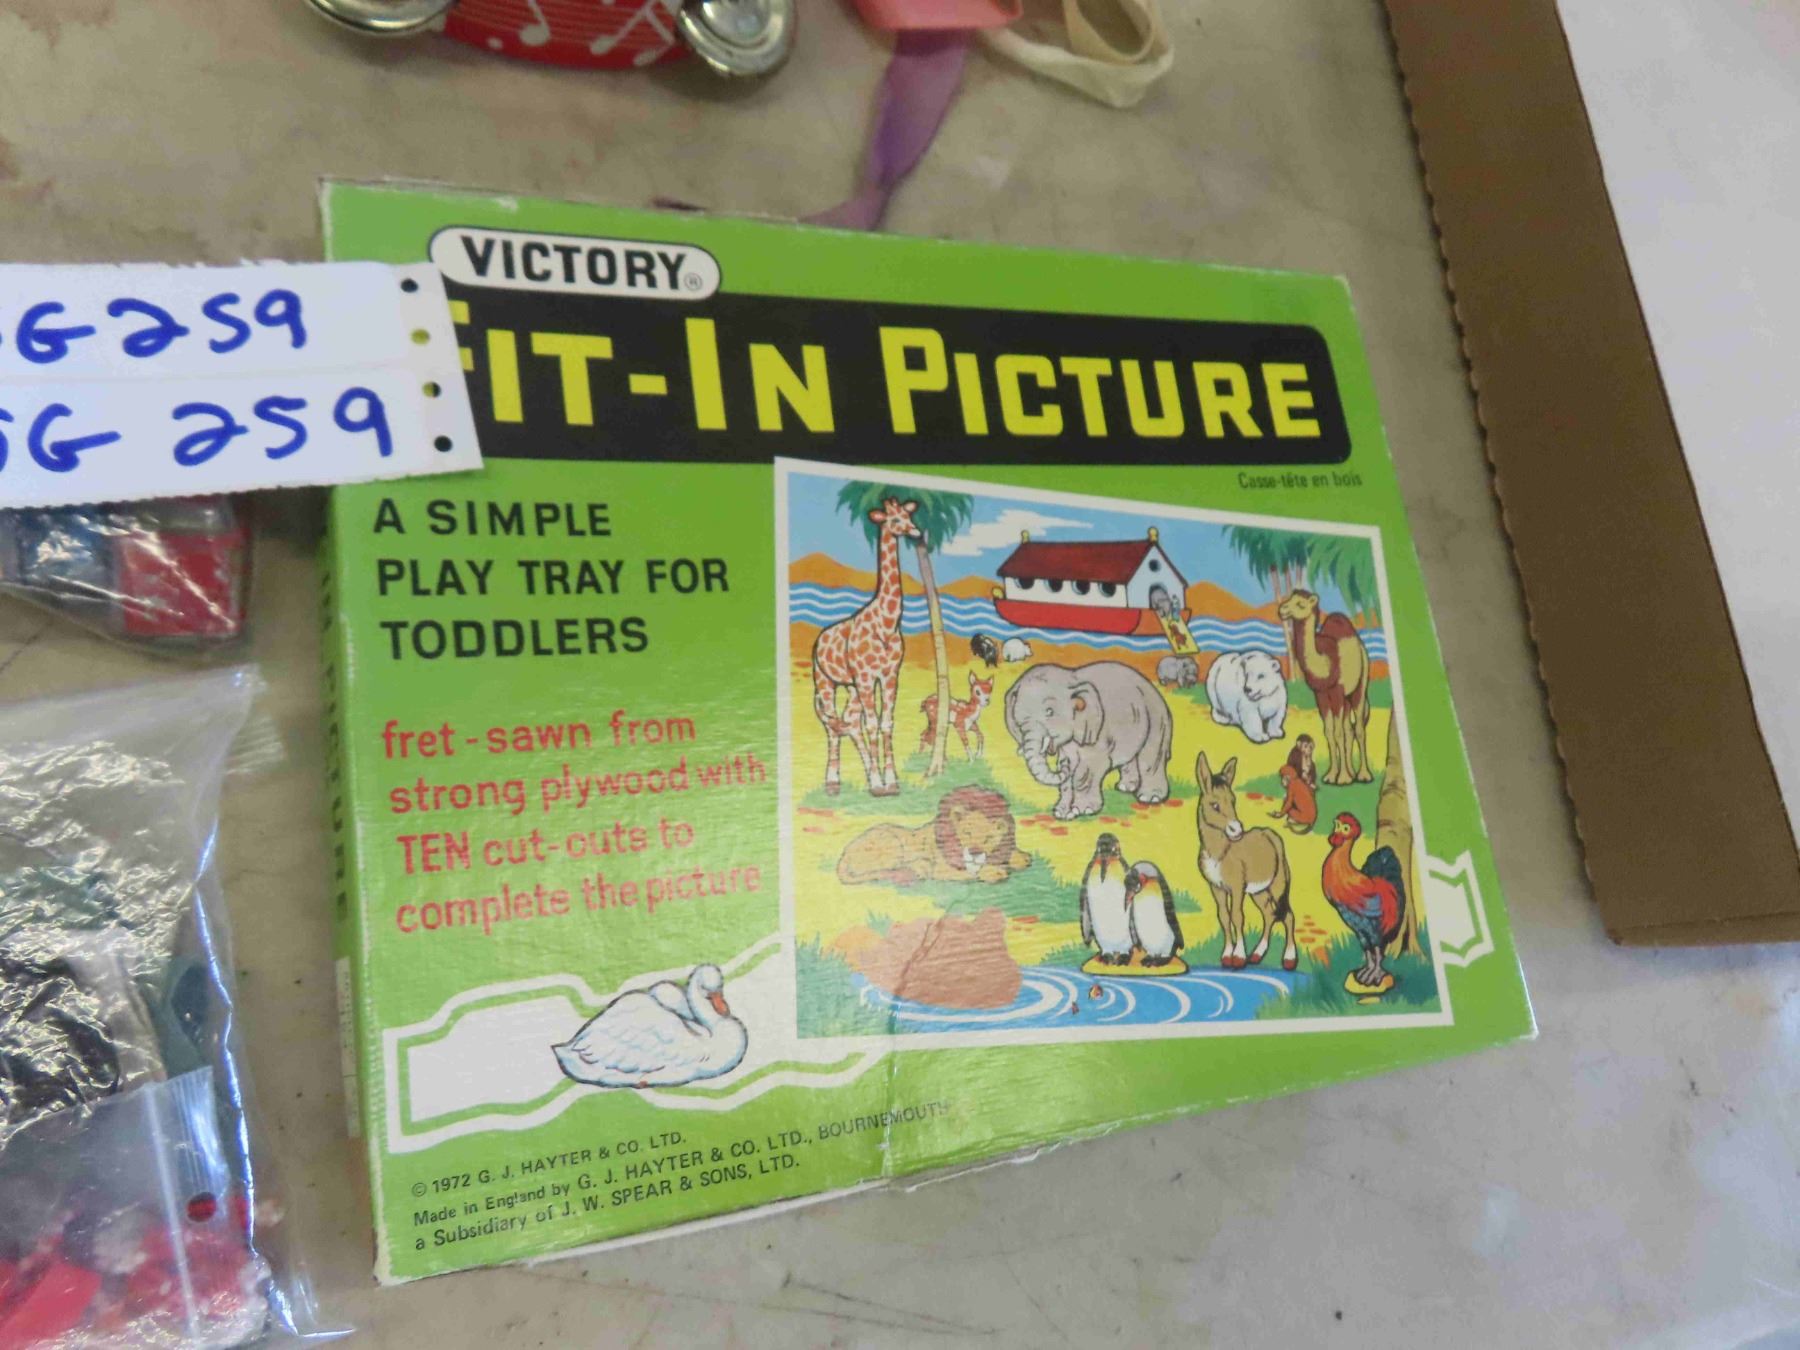 VICTORY®
FIT-IN PICTURE
Casse-tête en bois
G 259
G 259
A SIMPLE
PLAY TRAY FOR
TODDLERS
fret-sawn from
strong plywood with
TEN cut-outs to
complete the picture
© 1972 G. J. HAYTER & CO. LTD.
Made in England by G. J. HAYTER & CO. LTD., BOURNEMOUTH
a Subsidiary of J. W. SPEAR & SONS, LTD.